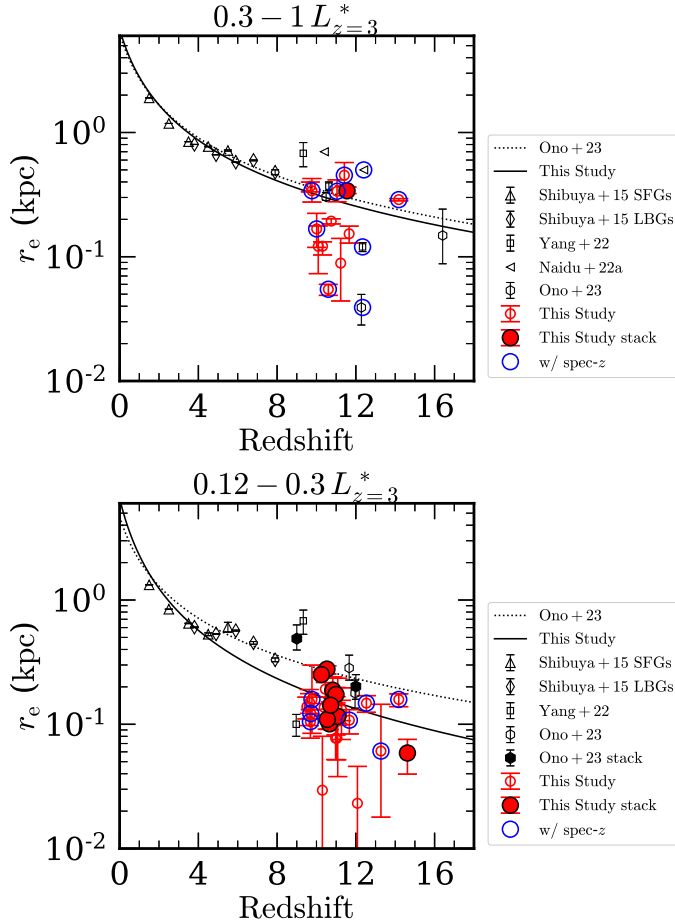 0.3 − 1 L*z=3
10⁰
10⁻¹
10⁻²
rₑ (kpc)
0 4 8 12 16
Redshift
Ono + 23
This Study
Shibuya + 15 SFGs
Shibuya + 15 LBGs
Yang + 22
Naidu + 22a
Ono + 23
This Study
This Study stack
w/ spec-z
0.12 − 0.3 L*z=3
10⁰
10⁻¹
10⁻²
rₑ (kpc)
0 4 8 12 16
Redshift
Ono + 23
This Study
Shibuya + 15 SFGs
Shibuya + 15 LBGs
Yang + 22
Ono + 23
Ono + 23 stack
This Study
This Study stack
w/ spec-z